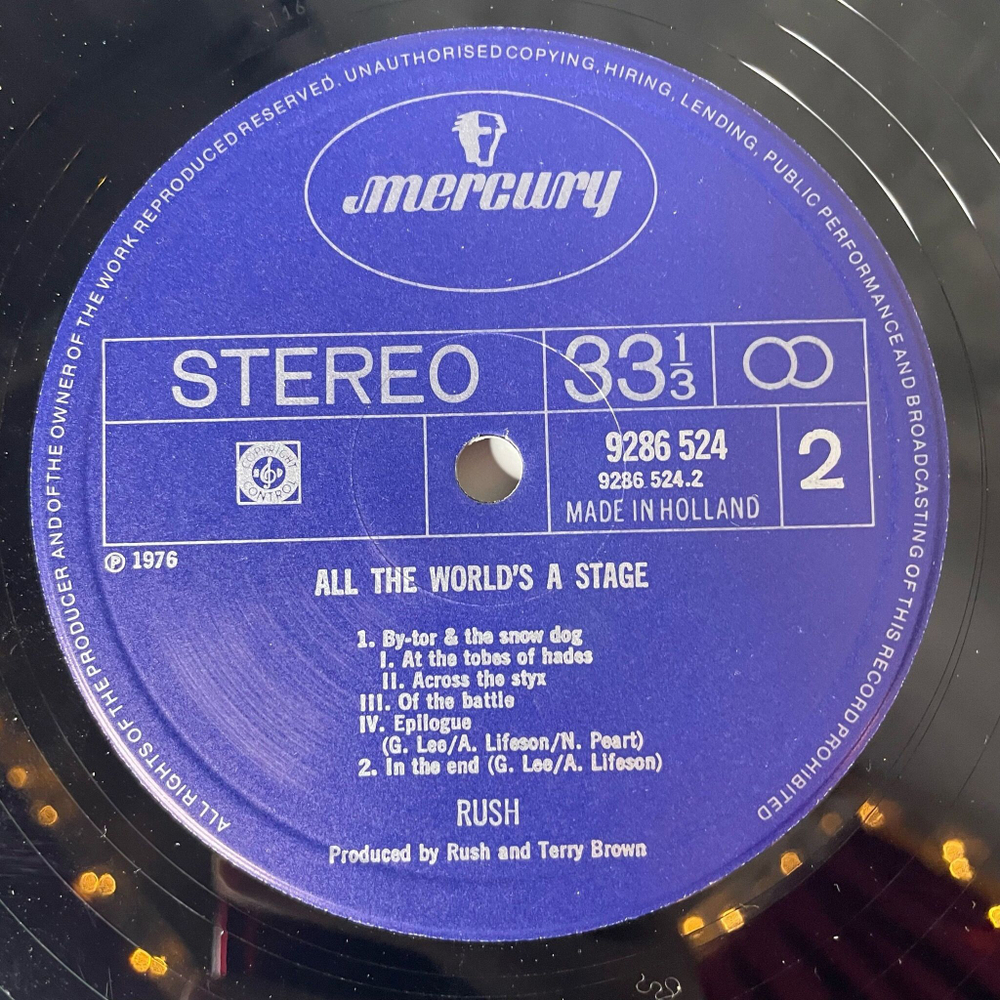 ALL RIGHTS OF THE PRODUCER AND OF THE OWNER OF THE WORK REPRODUCED RESERVED. UNAUTHORISED COPYING, HIRING, LENDING, PUBLIC PERFORMANCE AND BROADCASTING OF THIS RECORD PROHIBITED
mercury
STEREO
33 1/3
COPYRIGHT
CONTROL
9286 524
9286 524.2
MADE IN HOLLAND
2
℗ 1976
ALL THE WORLD'S A STAGE
1. By-tor & the snow dog
I. At the tobes of hades
II. Across the styx
III. Of the battle
IV. Epilogue
(G. Lee/A. Lifeson/N. Peart)
2. In the end (G. Lee/A. Lifeson)
RUSH
Produced by Rush and Terry Brown